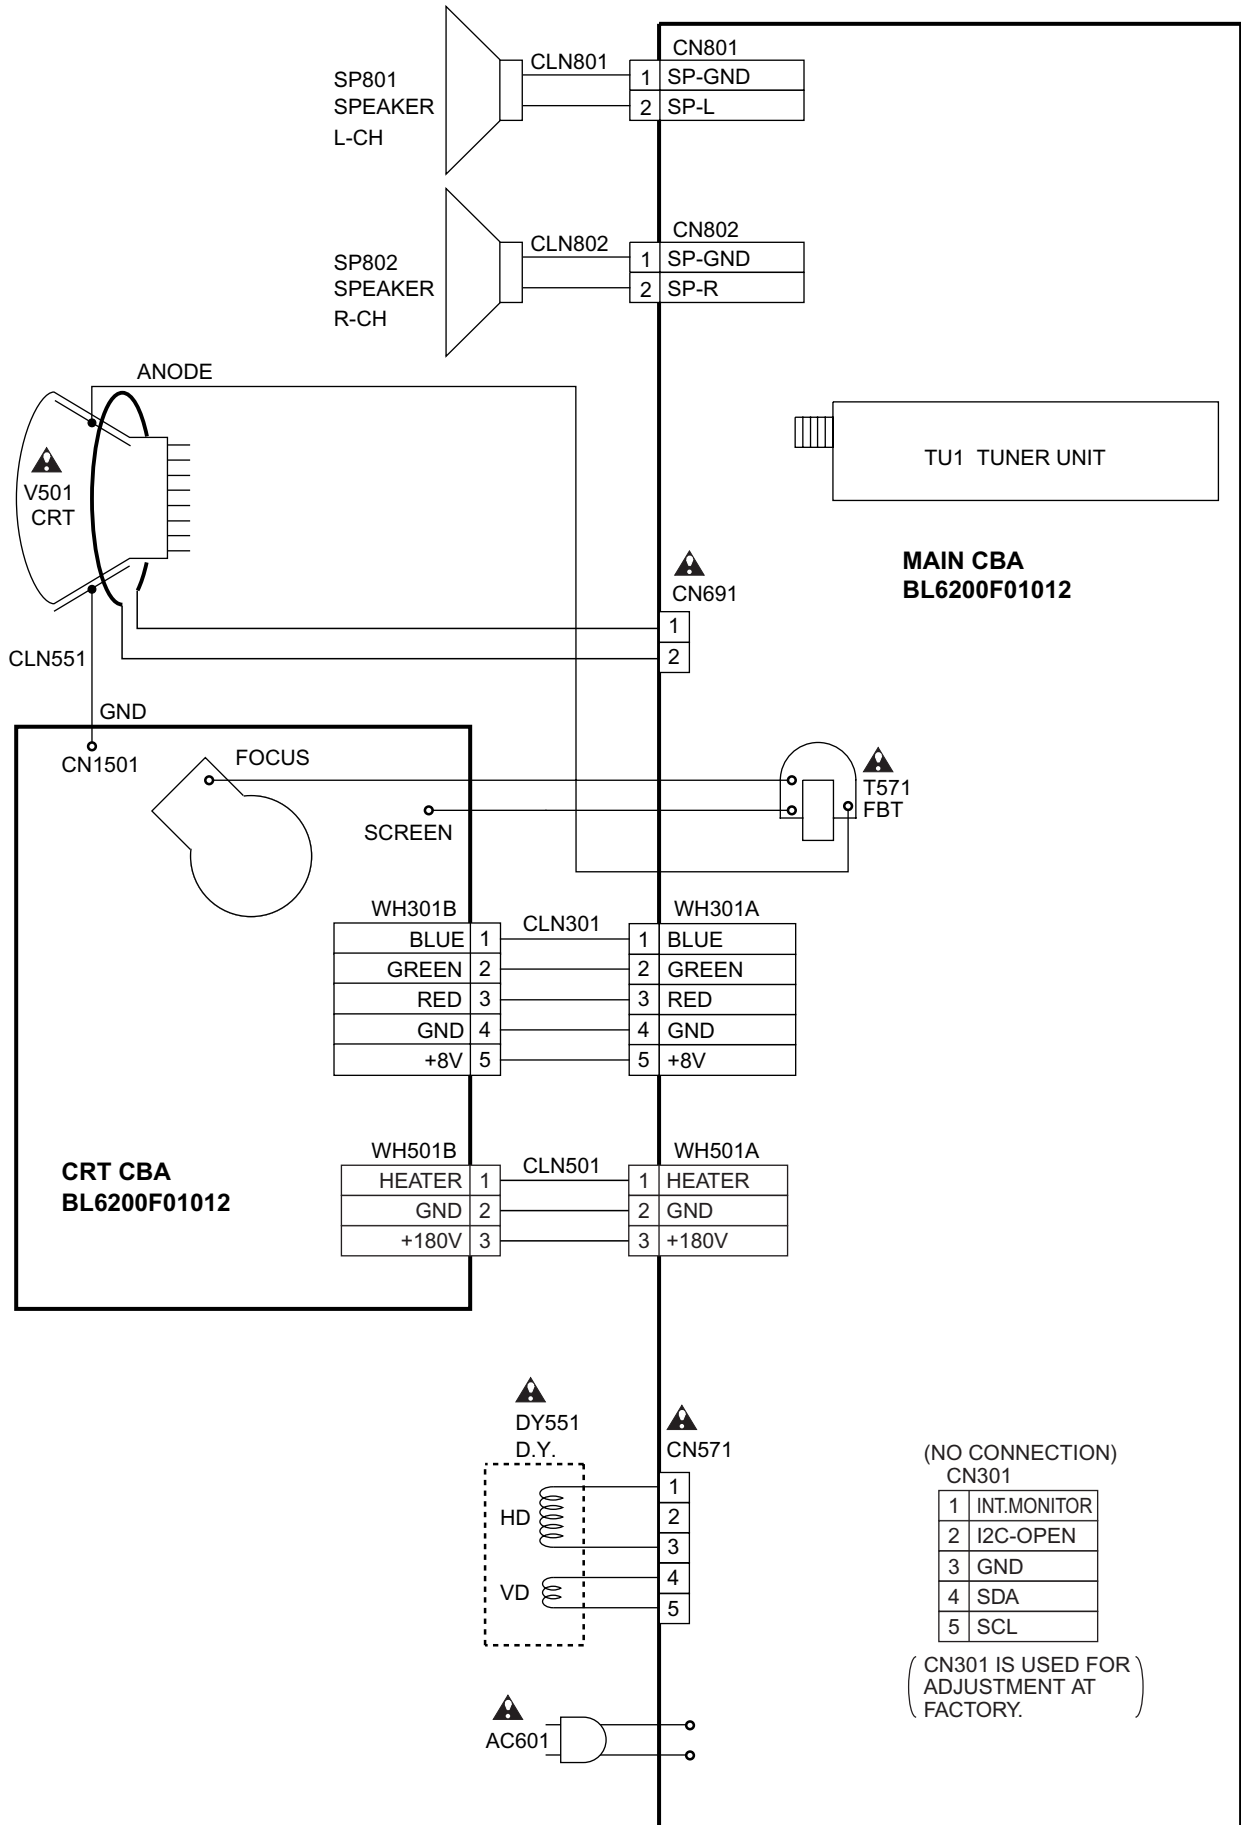 CN801
CLN801
1 SP-GND
2 SP-L
SP801
SPEAKER
L-CH
CN802
CLN802
1 SP-GND
2 SP-R
SP802
SPEAKER
R-CH
ANODE
V501
CRT
TU1 TUNER UNIT
MAIN CBA
BL6200F01012
CN691
1
2
CLN551
GND
CN1501
FOCUS
SCREEN
T571
FBT
WH301B
CLN301
WH301A
BLUE 1 1 BLUE
GREEN 2 2 GREEN
RED 3 3 RED
GND 4 4 GND
+8V 5 5 +8V
CRT CBA
BL6200F01012
WH501B
CLN501
WH501A
HEATER 1 1 HEATER
GND 2 2 GND
+180V 3 3 +180V
DY551
D.Y.
CN571
HD
VD
1
2
3
4
5
(NO CONNECTION)
CN301
1 INT.MONITOR
2 I2C-OPEN
3 GND
4 SDA
5 SCL
( CN301 IS USED FOR
ADJUSTMENT AT
FACTORY. )
AC601